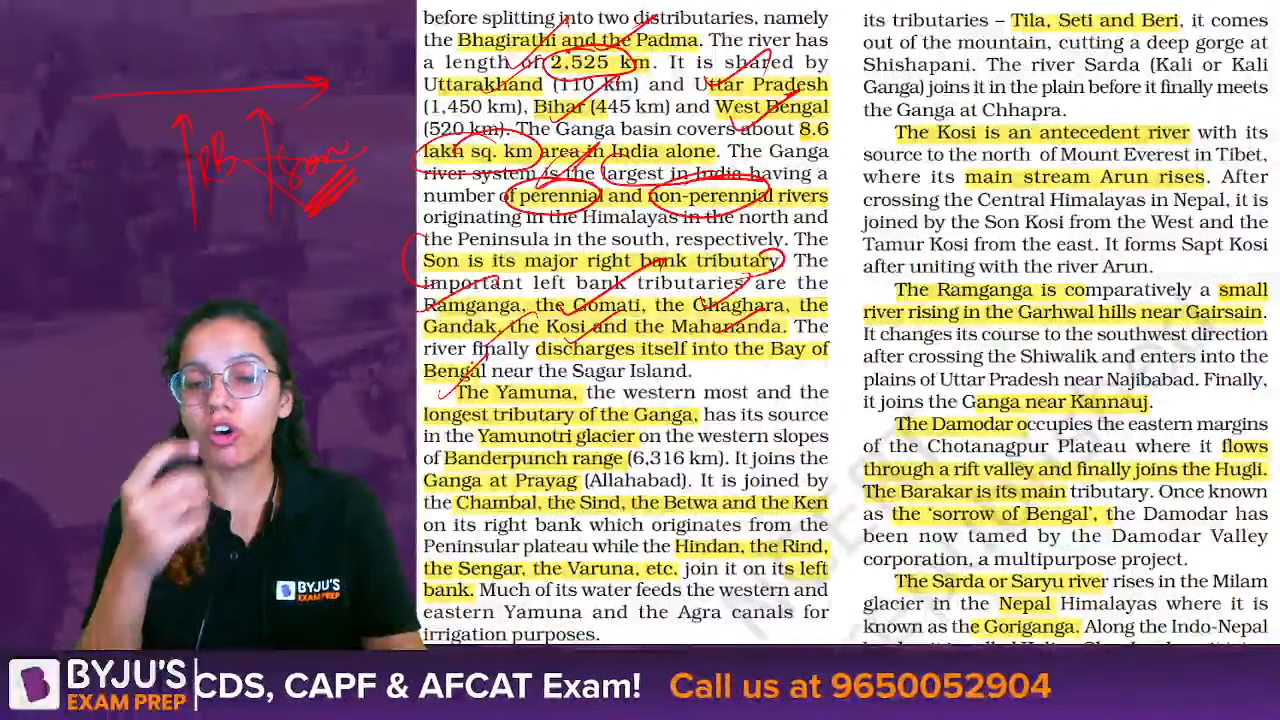 before splitting into two distributaries, namely
the Bhagirathi and the Padma. The river has
a length of 2,525 km. It is shared by
Uttarakhand (110 km) and Uttar Pradesh
(1,450 km), Bihar (445 km) and West Bengal
(520 km). The Ganga basin covers about 8.6
lakh sq. km area in India alone. The Ganga
river system is the largest in India having a
number of perennial and non-perennial rivers
originating in the Himalayas in the north and
the Peninsula in the south, respectively. The
Son is its major right bank tributary. The
important left bank tributaries are the
Ramganga, the Gomati, the Ghaghara, the
Gandak, the Kosi and the Mahananda. The
river finally discharges itself into the Bay of
Bengal near the Sagar Island.
The Yamuna, the western most and the
longest tributary of the Ganga, has its source
in the Yamunotri glacier on the western slopes
of Banderpunch range (6,316 km). It joins the
Ganga at Prayag (Allahabad). It is joined by
the Chambal, the Sind, the Betwa and the Ken
on its right bank which originates from the
Peninsular plateau while the Hindan, the Rind,
the Sengar, the Varuna, etc. join it on its left
bank. Much of its water feeds the western and
eastern Yamuna and the Agra canals for
irrigation purposes.
its tributaries – Tila, Seti and Beri, it comes
out of the mountain, cutting a deep gorge at
Shishapani. The river Sarda (Kali or Kali
Ganga) joins it in the plain before it finally meets
the Ganga at Chhapra.
The Kosi is an antecedent river with its
source to the north of Mount Everest in Tibet,
where its main stream Arun rises. After
crossing the Central Himalayas in Nepal, it is
joined by the Son Kosi from the West and the
Tamur Kosi from the east. It forms Sapt Kosi
after uniting with the river Arun.
The Ramganga is comparatively a small
river rising in the Garhwal hills near Gairsain.
It changes its course to the southwest direction
after crossing the Shiwalik and enters into the
plains of Uttar Pradesh near Najibabad. Finally,
it joins the Ganga near Kannauj.
The Damodar occupies the eastern margins
of the Chotanagpur Plateau where it flows
through a rift valley and finally joins the Hugli.
The Barakar is its main tributary. Once known
as the ‘sorrow of Bengal’, the Damodar has
been now tamed by the Damodar Valley
corporation, a multipurpose project.
The Sarda or Saryu river rises in the Milam
glacier in the Nepal Himalayas where it is
known as the Goriganga. Along the Indo-Nepal
RB
Son
BYJU'S
EXAM PREP
BYJU'S
EXAM PREP
CDS, CAPF & AFCAT Exam! Call us at 9650052904